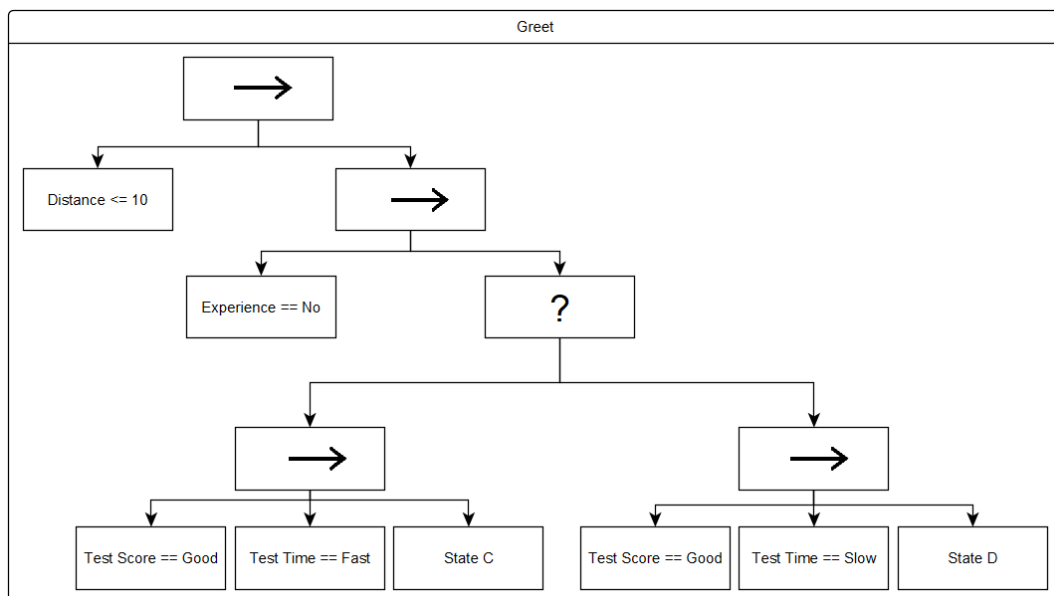 Greet
Distance <= 10
Experience == No
?
Test Score == Good
Test Time == Fast
State C
Test Score == Good
Test Time == Slow
State D